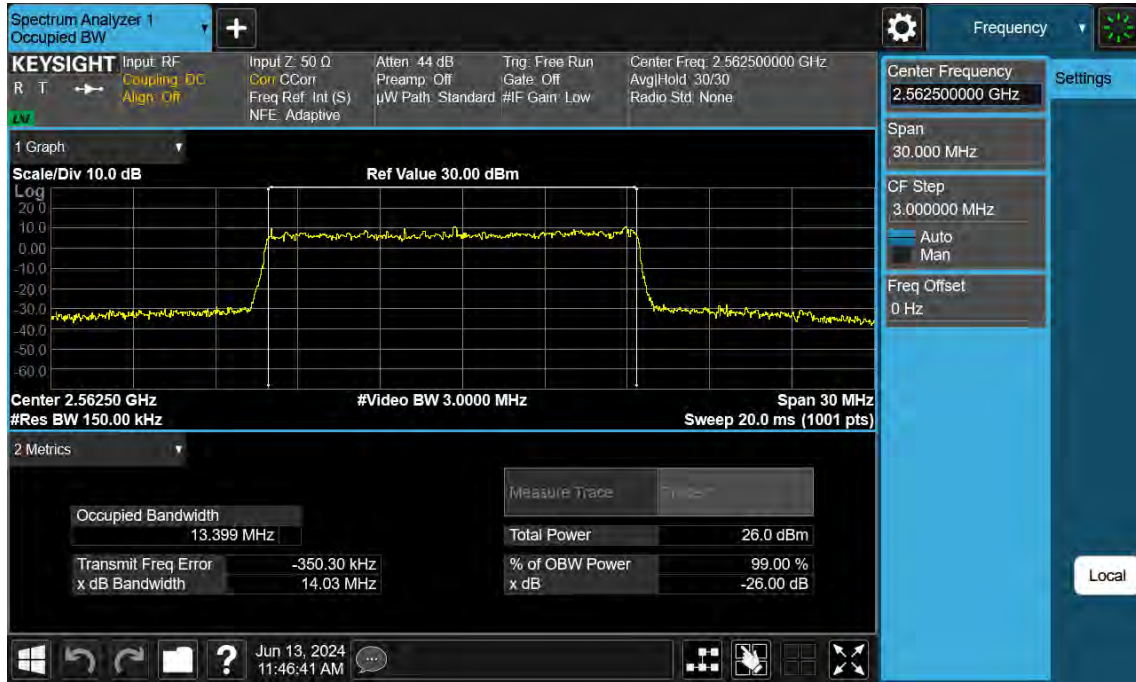 Spectrum Analyzer 1
Occupied BW
+
Frequency
KEYSIGHT
R T
LXI
Input: RF
Coupling: DC
Align: Off
Input Z: 50 Ω
Corr CCorr
Freq Ref: Int (S)
NFE: Adaptive
Atten: 44 dB
Preamp: Off
µW Path: Standard
Trig: Free Run
Gate: Off
#IF Gain: Low
Center Freq: 2.562500000 GHz
Avg|Hold: 30/30
Radio Std: None
Center Frequency
2.562500000 GHz
Settings
Span
30.000 MHz
CF Step
3.000000 MHz
Auto
Man
Freq Offset
0 Hz
Local
1 Graph
Scale/Div 10.0 dB
Ref Value 30.00 dBm
Log
20.0
10.0
0.00
-10.0
-20.0
-30.0
-40.0
-50.0
-60.0
Center 2.56250 GHz
#Video BW 3.0000 MHz
Span 30 MHz
#Res BW 150.00 kHz
Sweep 20.0 ms (1001 pts)
2 Metrics
Measure Trace
Occupied Bandwidth
13.399 MHz
Total Power 26.0 dBm
Transmit Freq Error -350.30 kHz
% of OBW Power 99.00 %
x dB Bandwidth 14.03 MHz
x dB -26.00 dB
?
Jun 13, 2024
11:46:41 AM